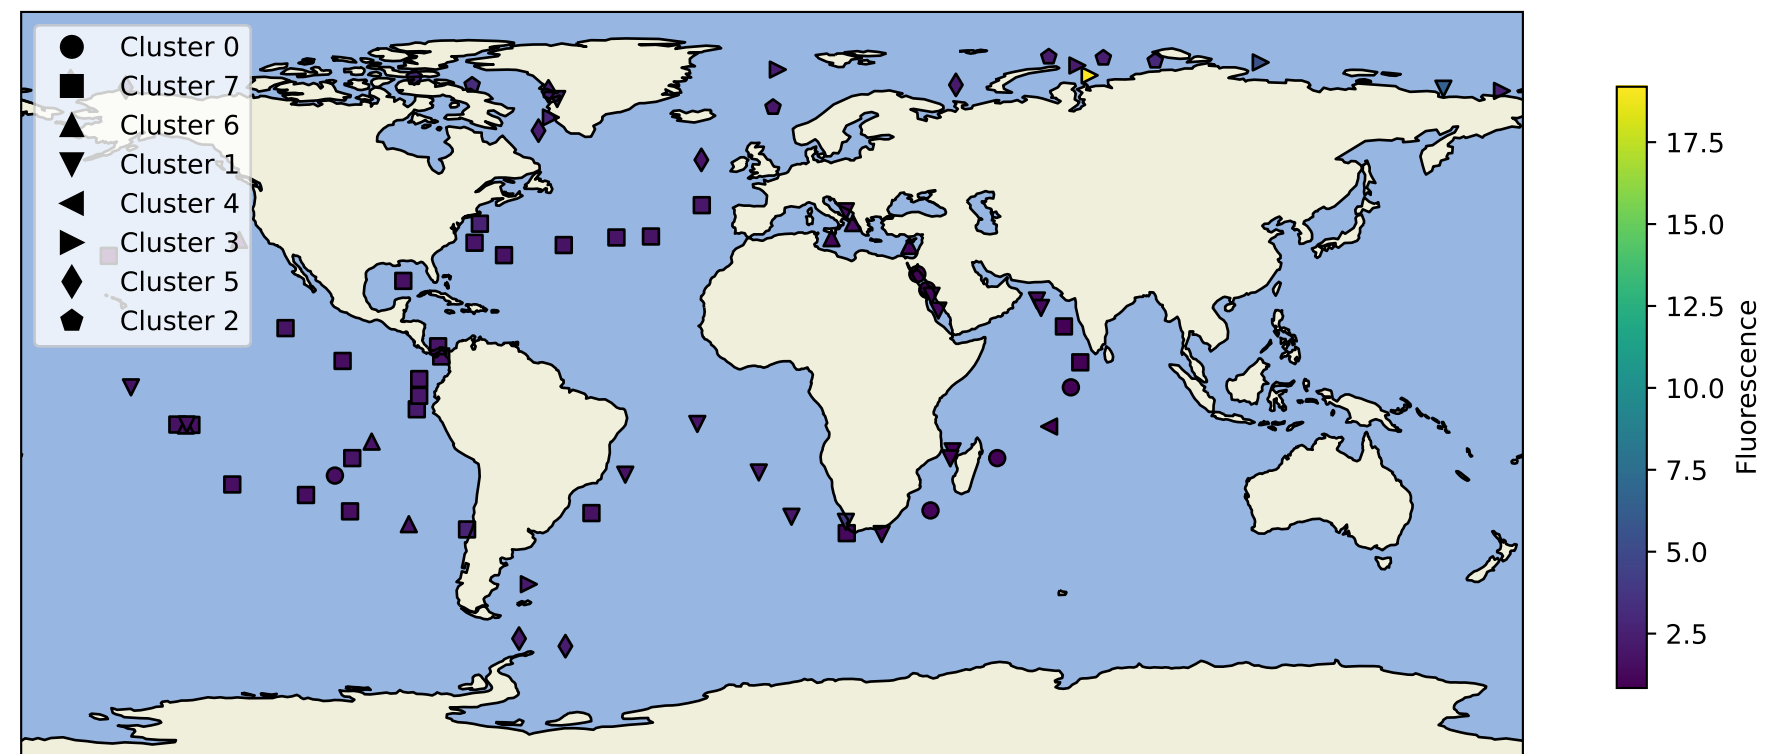 Cluster 0
Cluster 7
Cluster 6
Cluster 1
Cluster 4
Cluster 3
Cluster 5
Cluster 2
17.5
15.0
12.5
10.0
7.5
5.0
2.5
Fluorescence